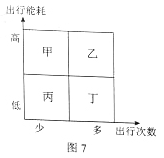 出行能耗
高
甲 乙
低
丙 丁
少 多 出行次数
图7